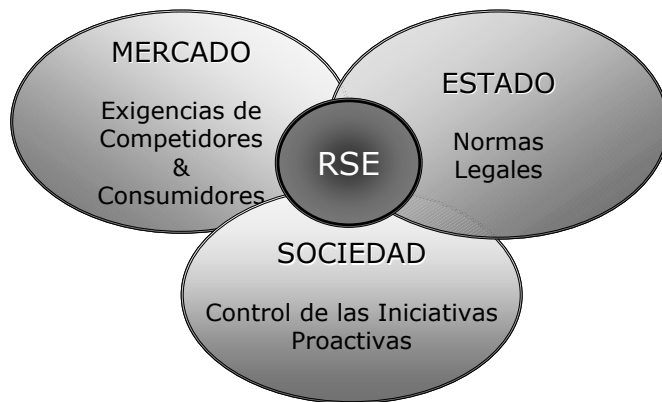 MERCADO
Exigencias de
Competidores
&
Consumidores
ESTADO
Normas
Legales
RSE
SOCIEDAD
Control de las Iniciativas
Proactivas